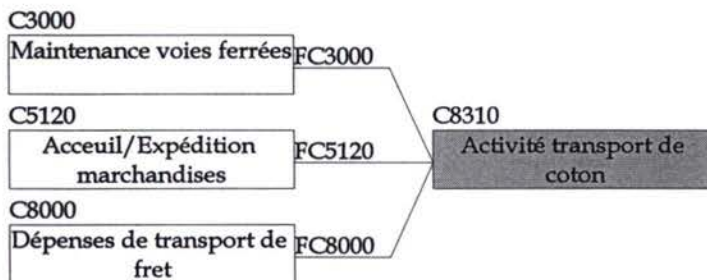 C3000
Maintenance voies ferrées
FC3000
C5120
Acceuil/Expédition
marchandises
FC5120
C8310
Activité transport de
coton
C8000
Dépenses de transport de
fret
FC8000